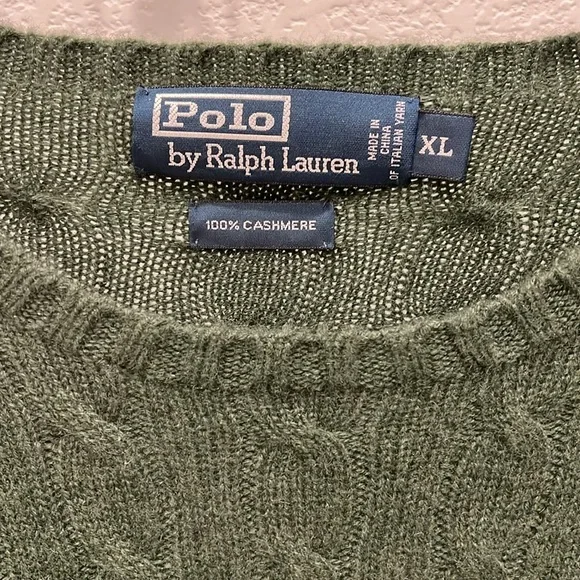 Polo
by Ralph Lauren
MADE IN
CHINA
OF ITALIAN YARN
XL
100% CASHMERE